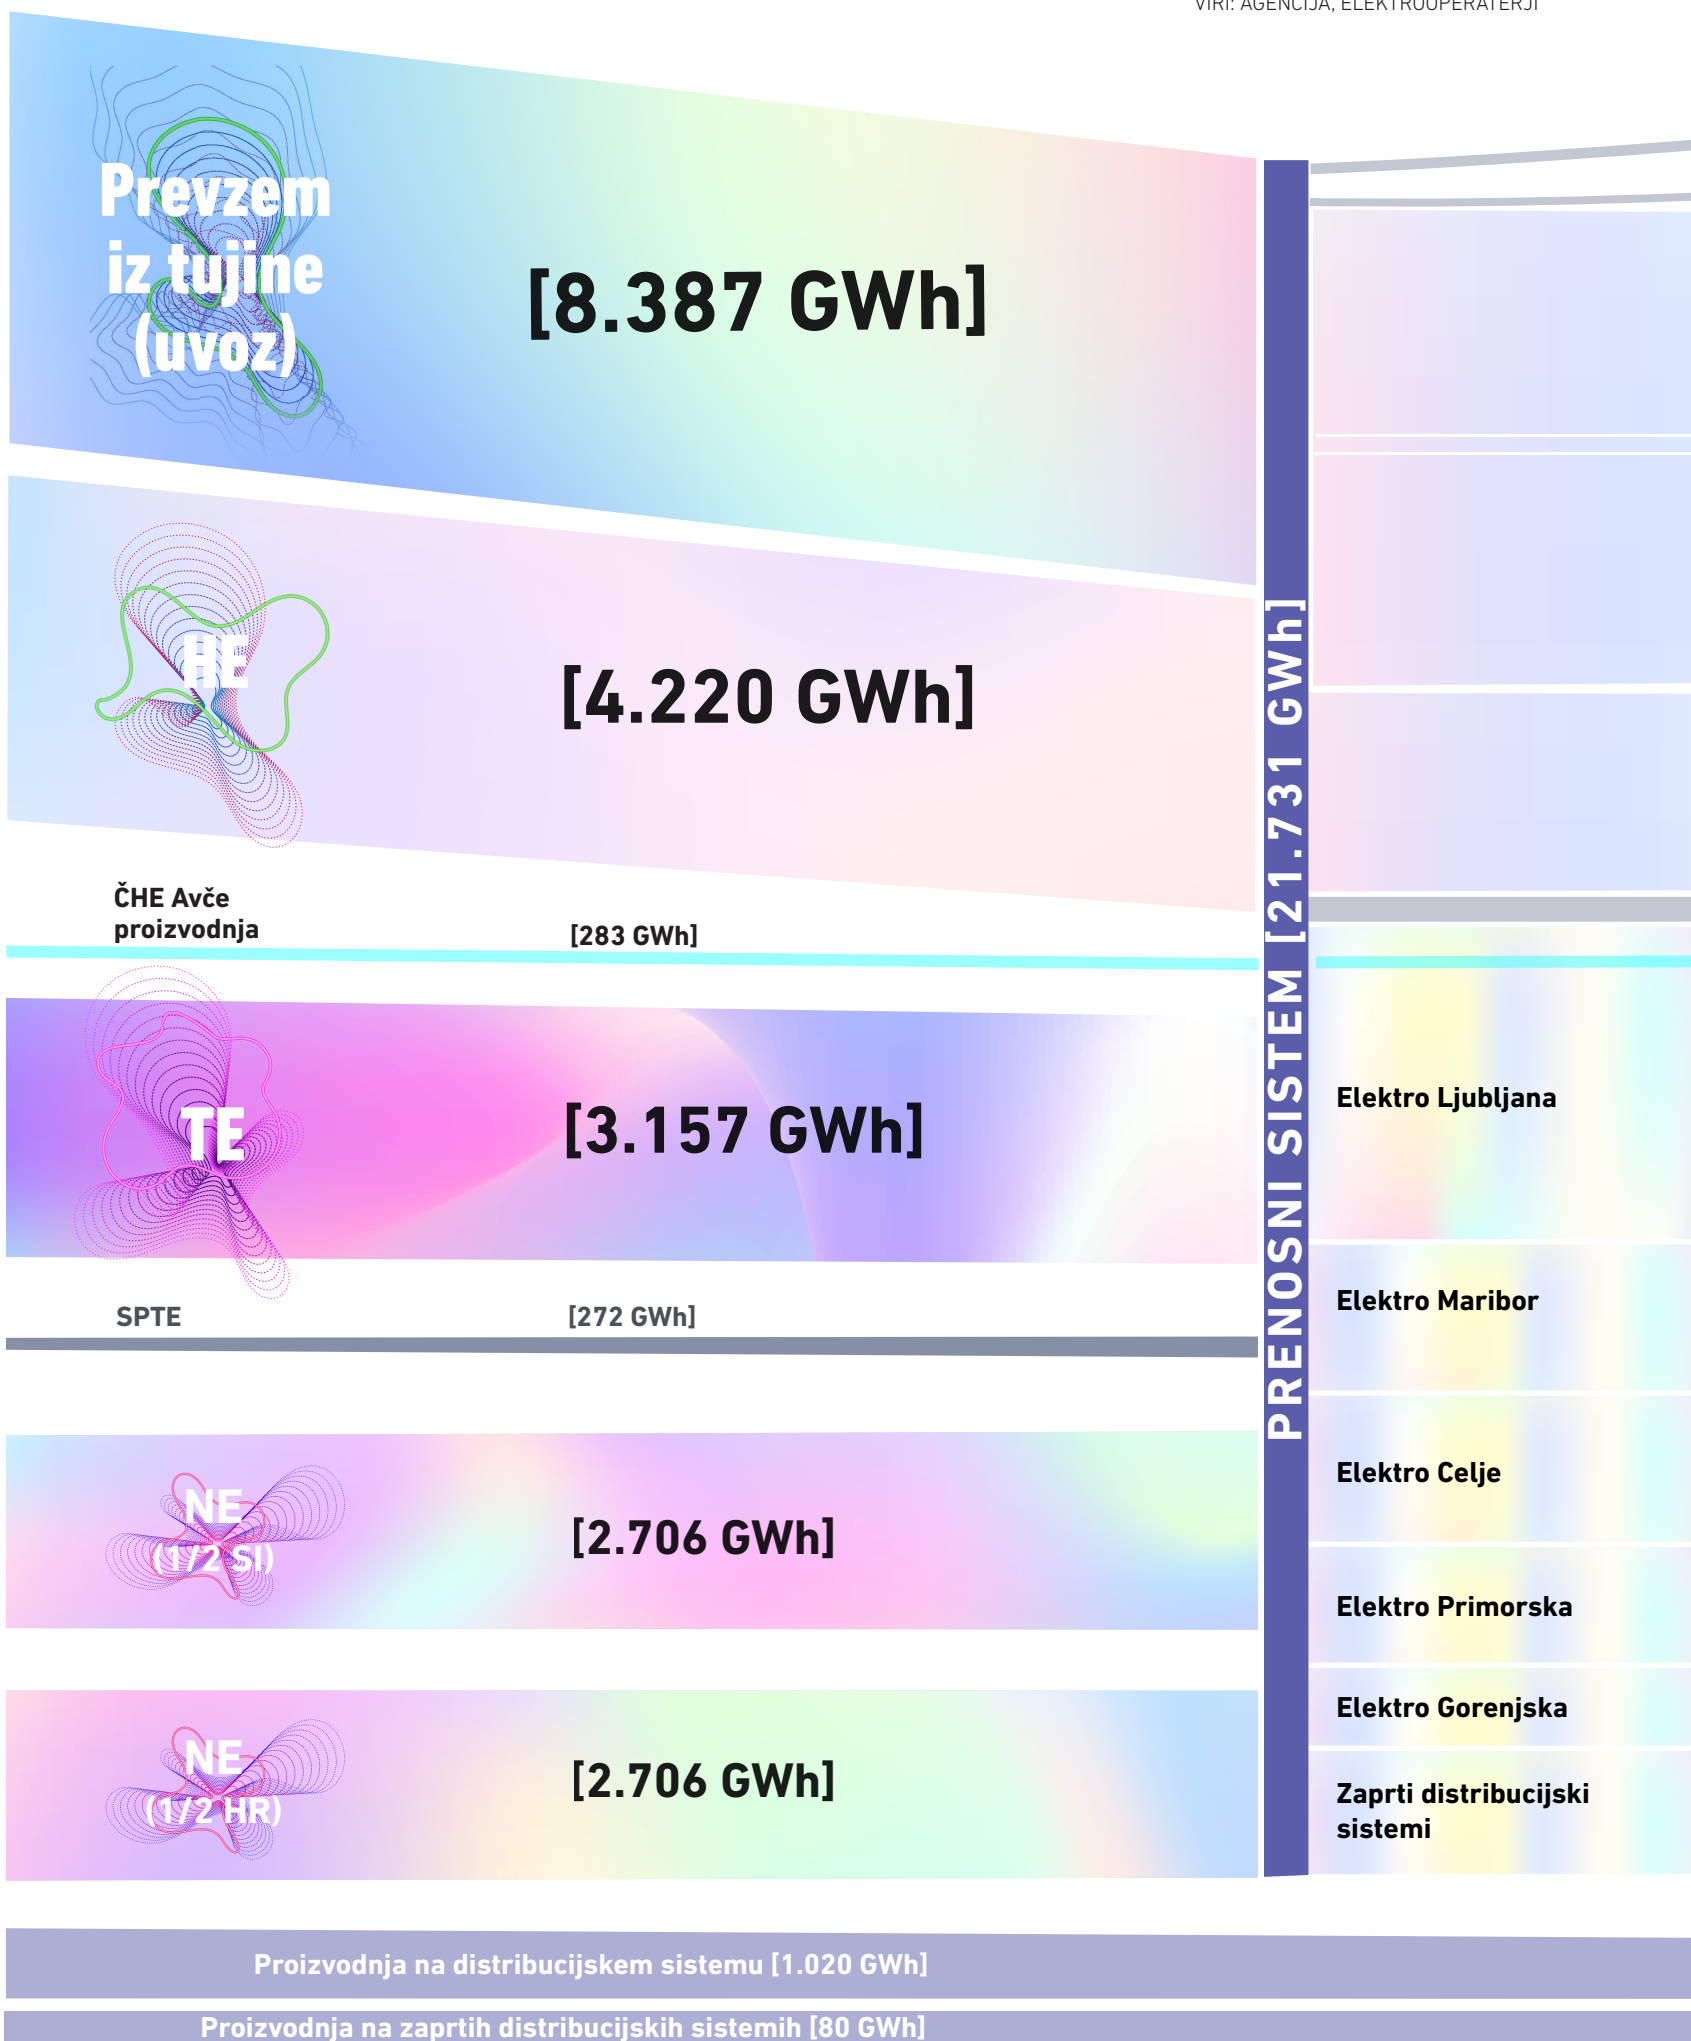 VIRI: AGENCIJA, ELEKTROOPERATERJI
Prevzem
iz tujine
(uvoz)
[8.387 GWh]
HE
[4.220 GWh]
ČHE Avče
proizvodnja
[283 GWh]
TE
[3.157 GWh]
SPTE
[272 GWh]
NE
(1/2 SI)
[2.706 GWh]
NE
(1/2 HR)
[2.706 GWh]
PRENOSNI SISTEM [21.731 GWh]
Elektro Ljubljana
Elektro Maribor
Elektro Celje
Elektro Primorska
Elektro Gorenjska
Zaprti distribucijski
sistemi
Proizvodnja na distribucijskem sistemu [1.020 GWh]
Proizvodnja na zaprtih distribucijskih sistemih [80 GWh]